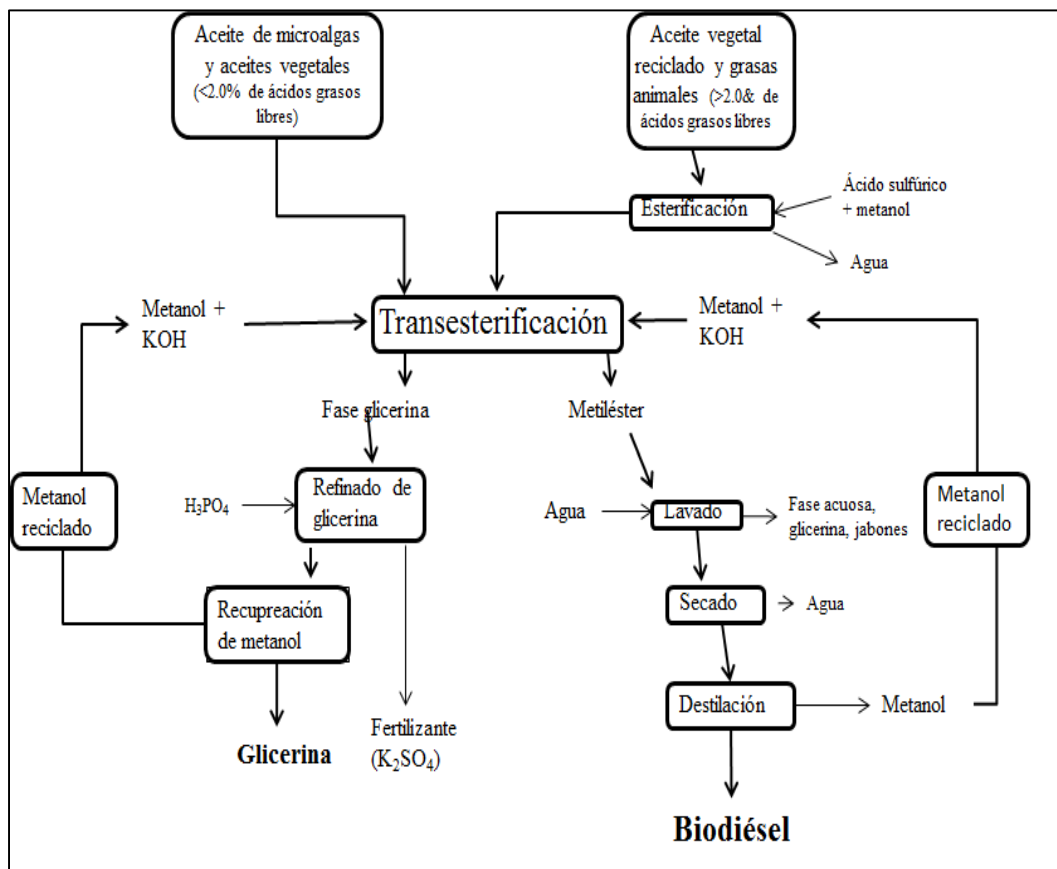 Aceite de microalgas
y aceites vegetales
(<2.0% de ácidos grasos
libres)
Aceite vegetal
reciclado y grasas
animales (>2.0& de
ácidos grasos libres
Esterificación
Ácido sulfúrico
+ metanol
Agua
Metanol +
KOH
Transesterificación
Metanol +
KOH
Fase glicerina
Metiléster
Metanol
reciclado
H₃PO₄
Refinado de
glicerina
Agua
Lavado
Fase acuosa,
glicerina, jabones
Metanol
reciclado
Recupreación
de metanol
Secado
Agua
Destilación
Metanol
Glicerina
Fertilizante
(K₂SO₄)
Biodiésel